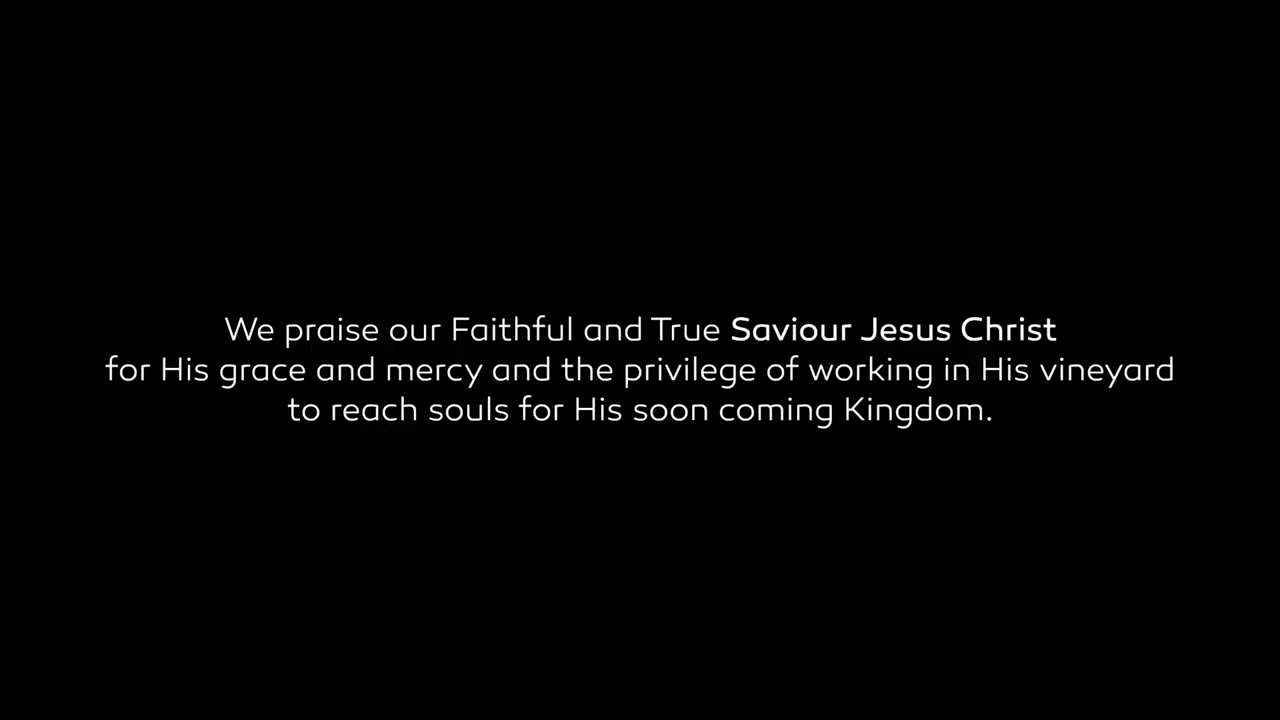 We praise our Faithful and True Saviour Jesus Christ
for His grace and mercy and the privilege of working in His vineyard
to reach souls for His soon coming Kingdom.